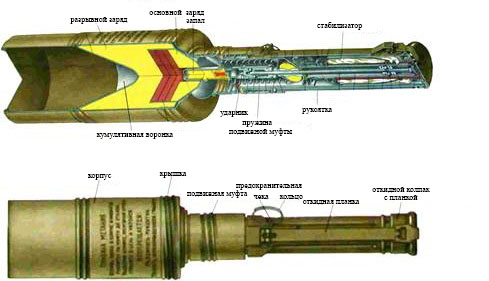 разрывной заряд
основной заряд
запал
стабилизатор
ударник
пружина
подвижной муфты
рукоятка
кумулятивная воронка
корпус
крышка
подвижная муфта
предохранительная
чека кольцо
откидная планка
откидной колпак
с планкой